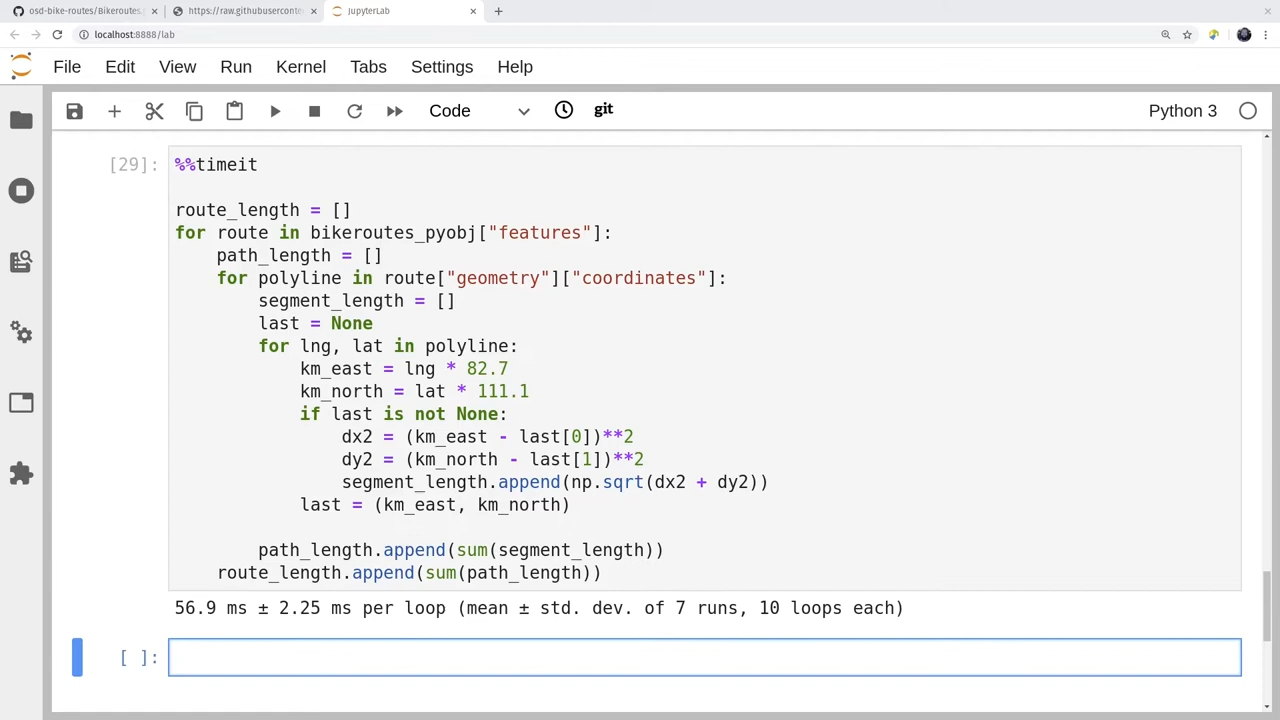 osd-bike-routes/Bikeroutes.
https://raw.githubuserconte
JupyterLab
localhost:8888/lab
File Edit View Run Kernel Tabs Settings Help
Code
git
Python 3
[29]:
%%timeit
route_length = []
for route in bikeroutes_pyobj["features"]:
    path_length = []
    for polyline in route["geometry"]["coordinates"]:
        segment_length = []
        last = None
        for lng, lat in polyline:
            km_east = lng * 82.7
            km_north = lat * 111.1
            if last is not None:
                dx2 = (km_east - last[0])**2
                dy2 = (km_north - last[1])**2
                segment_length.append(np.sqrt(dx2 + dy2))
            last = (km_east, km_north)
        path_length.append(sum(segment_length))
    route_length.append(sum(path_length))
56.9 ms ± 2.25 ms per loop (mean ± std. dev. of 7 runs, 10 loops each)
[ ]: